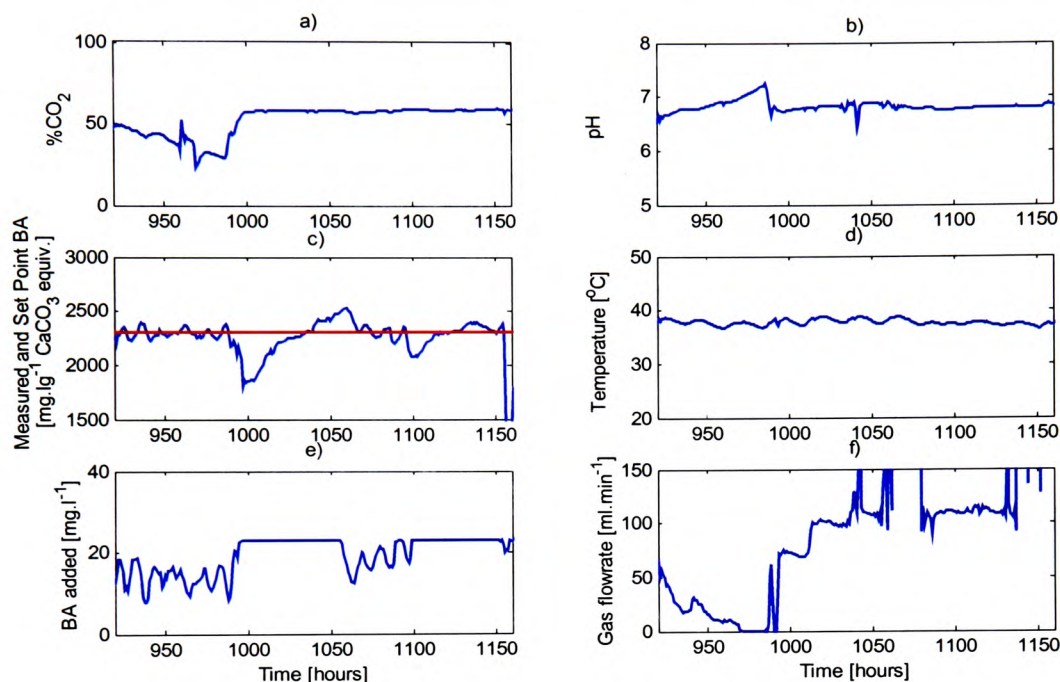 a)
100
50
0
%CO2
950 1000 1050 1100 1150
b)
8
7
6
5
pH
950 1000 1050 1100 1150
c)
3000
2500
2000
1500
Measured and Set Point BA
[mg.lg-1 CaCO3 equiv.]
950 1000 1050 1100 1150
d)
50
40
30
20
Temperature [oC]
950 1000 1050 1100 1150
e)
40
20
0
BA added [mg.l-1]
950 1000 1050 1100 1150
Time [hours]
f)
150
100
50
0
Gas flowrate [ml.min-1]
950 1000 1050 1100 1150
Time [hours]